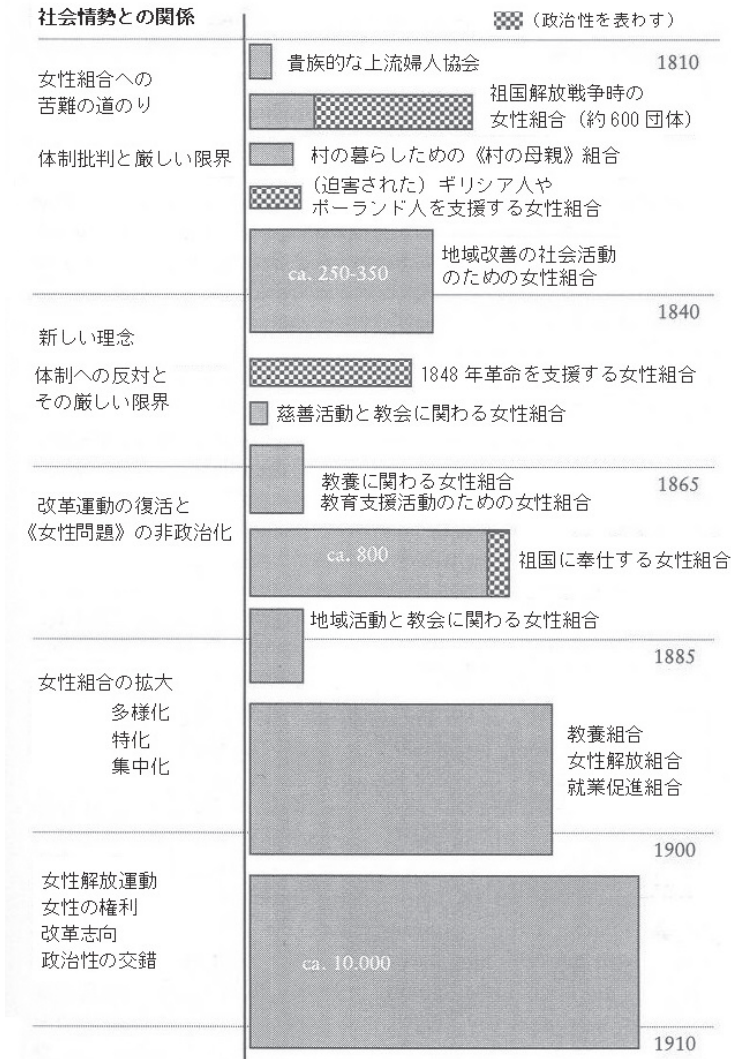 社会情勢との関係
(政治性を表わす)
貴族的な上流婦人協会
1810
女性組合への
苦難の道のり
祖国解放戦争時の
女性組合（約600団体）
体制批判と厳しい限界
村の暮らしための《村の母親》組合
（迫害された）ギリシア人や
ポーランド人を支援する女性組合
ca. 250-350
地域改善の社会活動
のための女性組合
1840
新しい理念
体制への反対と
その厳しい限界
1848年革命を支援する女性組合
慈善活動と教会に関わる女性組合
教養に関わる女性組合
教育支援活動のための女性組合
1865
改革運動の復活と
《女性問題》の非政治化
ca. 800
祖国に奉仕する女性組合
地域活動と教会に関わる女性組合
1885
女性組合の拡大
多様化
特化
集中化
教養組合
女性解放組合
就業促進組合
1900
女性解放運動
女性の権利
改革志向
政治性の交錯
ca. 10.000
1910